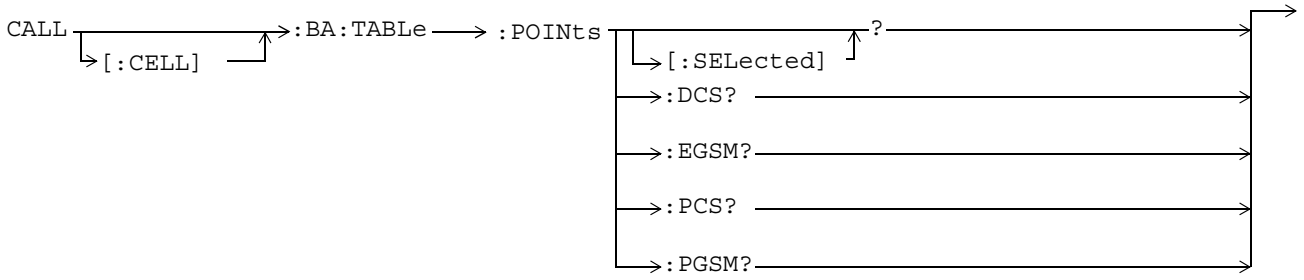 CALL :BA:TABLe :POINts ?
[:CELL] [:SELected]
:DCS?
:EGSM?
:PCS?
:PGSM?